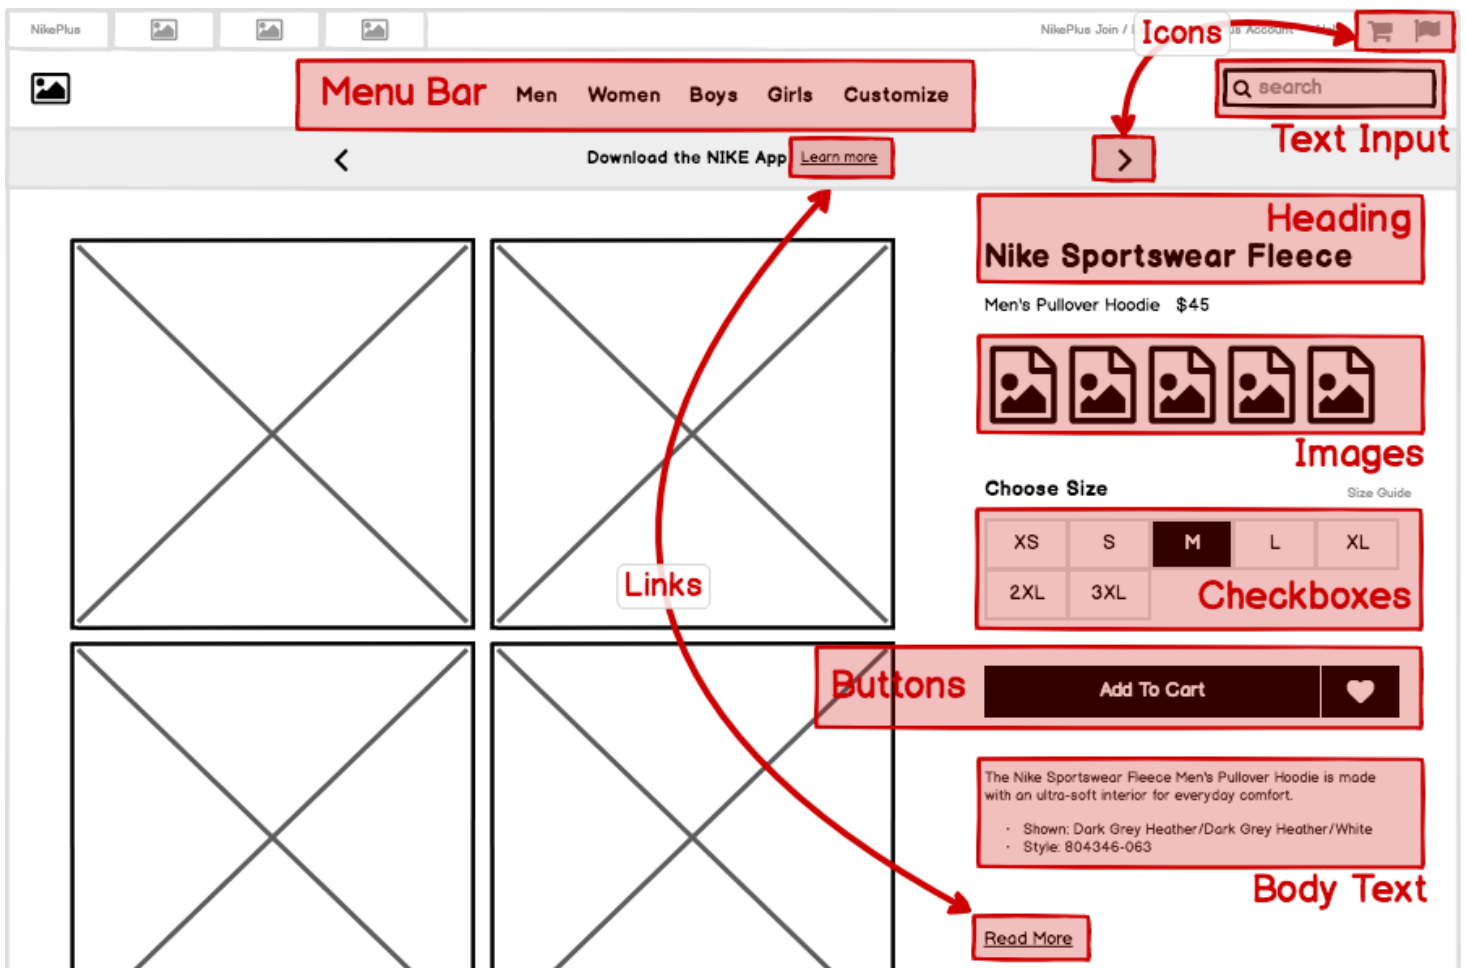 NikePlus
NikePlus Join /
Account
Icons
Menu Bar
Men Women Boys Girls Customize
search
Text Input
Download the NIKE App Learn more
Heading
Nike Sportswear Fleece
Men's Pullover Hoodie $45
Images
Choose Size
Size Guide
XS S M L XL
2XL 3XL
Checkboxes
Links
Buttons
Add To Cart
The Nike Sportswear Fleece Men's Pullover Hoodie is made
with an ultra-soft interior for everyday comfort.
· Shown: Dark Grey Heather/Dark Grey Heather/White
· Style: 804346-063
Body Text
Read More